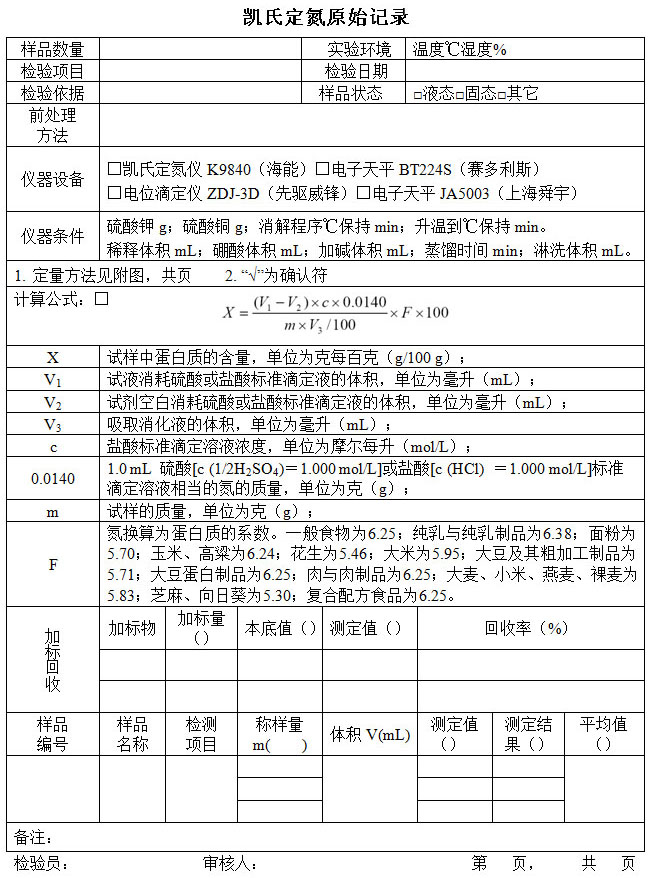 凯氏定氮原始记录
样品数量 实验环境 温度℃湿度%
检验项目 检验日期
检验依据 样品状态 □液态□固态□其它
前处理
方法
仪器设备
□凯氏定氮仪 K9840（海能）□电子天平 BT224S（赛多利斯）
□电位滴定仪 ZDJ-3D（先驱威锋）□电子天平 JA5003（上海舜宇）
仪器条件
硫酸钾 g；硫酸铜 g；消解程序℃保持 min；升温到℃保持 min。
稀释体积 mL；硼酸体积 mL；加碱体积 mL；蒸馏时间 min；淋洗体积 mL。
1. 定量方法见附图，共页 2. “√”为确认符
计算公式：□
X = (V₁ − V₂) × c × 0.0140 / (m × V₃/100) × F × 100
X 试样中蛋白质的含量，单位为克每百克（g/100 g）；
V₁ 试液消耗硫酸或盐酸标准滴定液的体积，单位为毫升（mL）；
V₂ 试剂空白消耗硫酸或盐酸标准滴定液的体积，单位为毫升（mL）；
V₃ 吸取消化液的体积，单位为毫升（mL）；
c 盐酸标准滴定溶液浓度，单位为摩尔每升（mol/L）；
0.0140
1.0 mL 硫酸[c (1/2H₂SO₄)＝1.000 mol/L]或盐酸[c (HCl) ＝1.000 mol/L]标准
滴定溶液相当的氮的质量，单位为克（g）；
m 试样的质量，单位为克（g）；
F
氮换算为蛋白质的系数。一般食物为6.25；纯乳与纯乳制品为6.38；面粉为
5.70；玉米、高粱为6.24；花生为5.46；大米为5.95；大豆及其粗加工制品为
5.71；大豆蛋白制品为6.25；肉与肉制品为6.25；大麦、小米、燕麦、裸麦为
5.83；芝麻、向日葵为5.30；复合配方食品为6.25。
加标回收
加标物 加标量（） 本底值（） 测定值（） 回收率（%）
样品编号 样品名称 检测项目 称样量 m( ) 体积 V(mL) 测定值（） 测定结果（） 平均值（）
备注：
检验员： 审核人： 第 页， 共 页